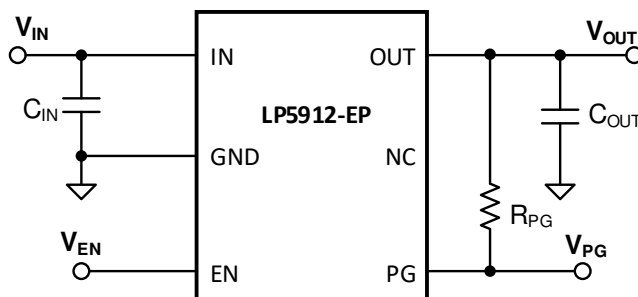 VIN
VOUT
IN
OUT
CIN
LP5912-EP
COUT
GND
NC
RPG
VEN
VPG
EN
PG